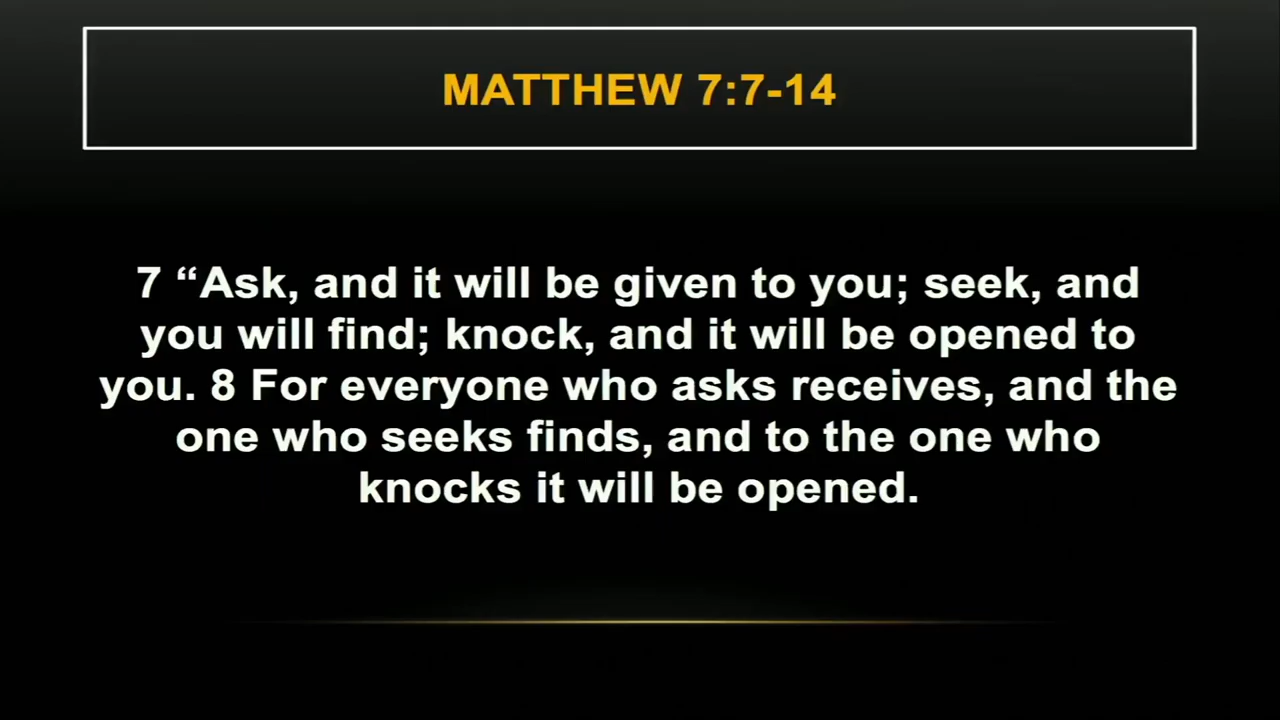 MATTHEW 7:7-14
7 “Ask, and it will be given to you; seek, and
you will find; knock, and it will be opened to
you. 8 For everyone who asks receives, and the
one who seeks finds, and to the one who
knocks it will be opened.